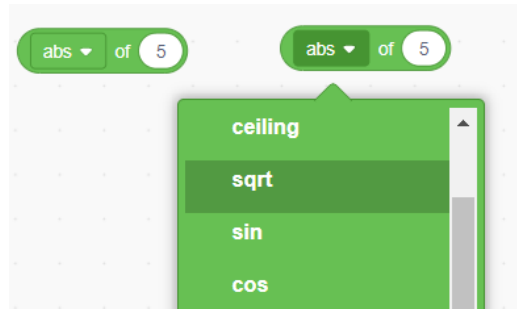 abs of 5
abs of 5
ceiling
sqrt
sin
cos